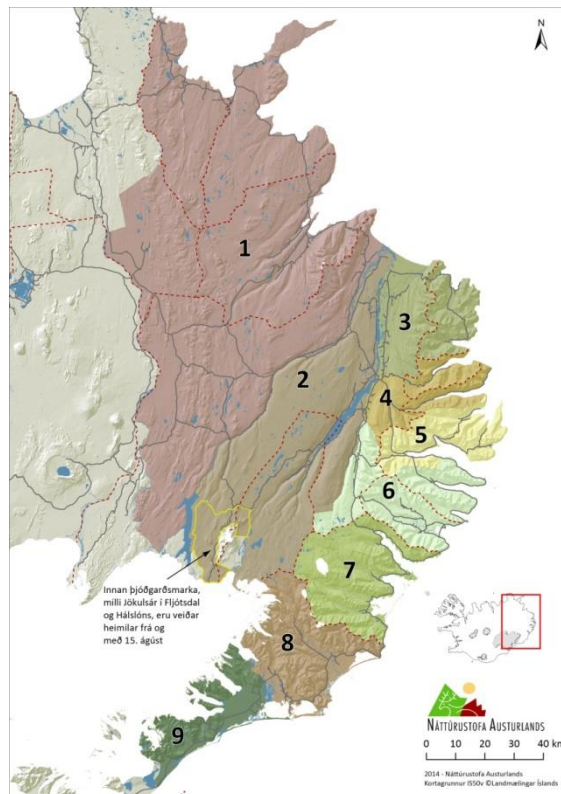 N
1
2
3
4
5
6
7
8
9
Innan þjóðgarðsmarka,
milli Jökulsár í Fljótsdal
og Hálslóns, eru veiðar
heimilar frá og
með 15. ágúst
NÁTTÚRUSTOFA AUSTURLANDS
0 10 20 30 40 km
2014 - Náttúrustofa Austurlands
Kortagrunnur IS50v ©Landmælingar Íslands